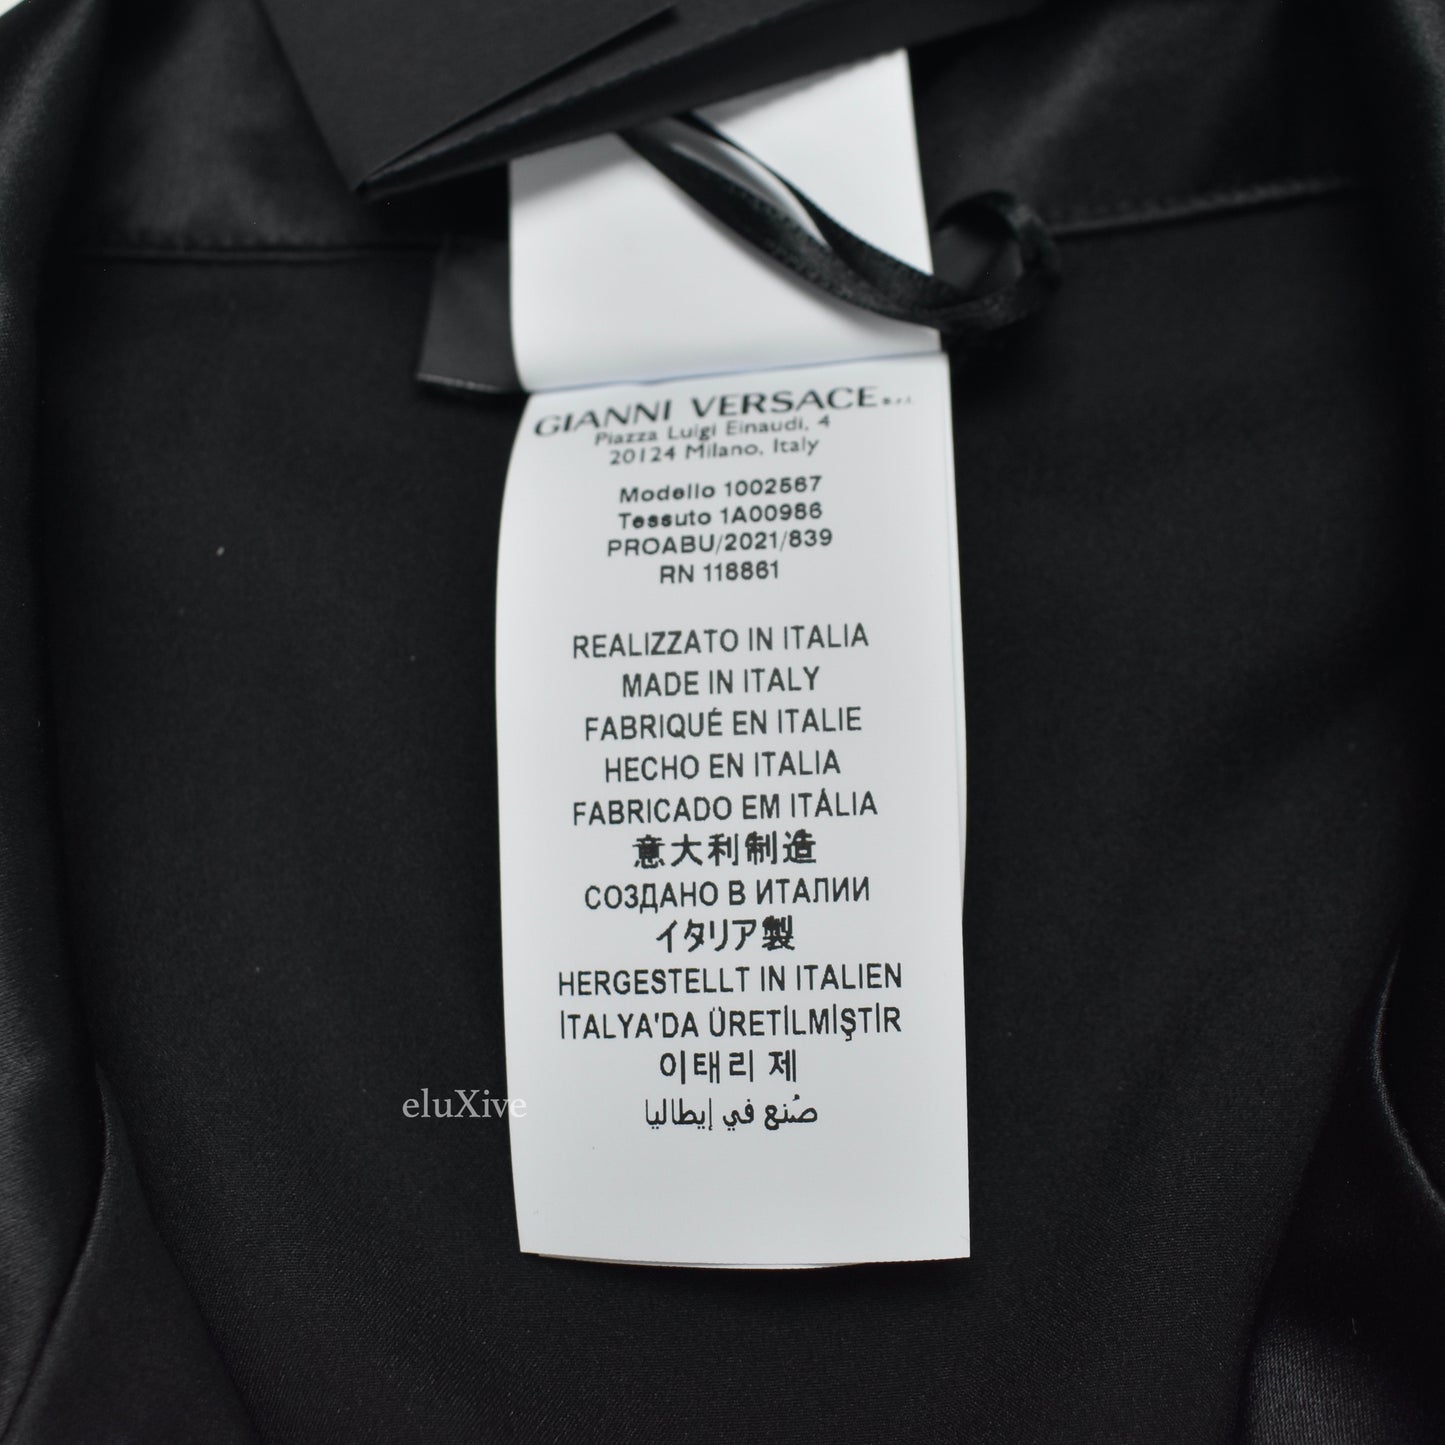 GIANNI VERSACE s.r.l.
Piazza Luigi Einaudi, 4
20124 Milano, Italy
Modello 1002567
Tessuto 1A00986
PROABU/2021/839
RN 118861
REALIZZATO IN ITALIA
MADE IN ITALY
FABRIQUÉ EN ITALIE
HECHO EN ITALIA
FABRICADO EM ITÁLIA
意大利制造
СОЗДАНО В ИТАЛИИ
イタリア製
HERGESTELLT IN ITALIEN
İTALYA'DA ÜRETİLMİŞTİR
이태리 제
صُنع في إيطاليا
eluXive